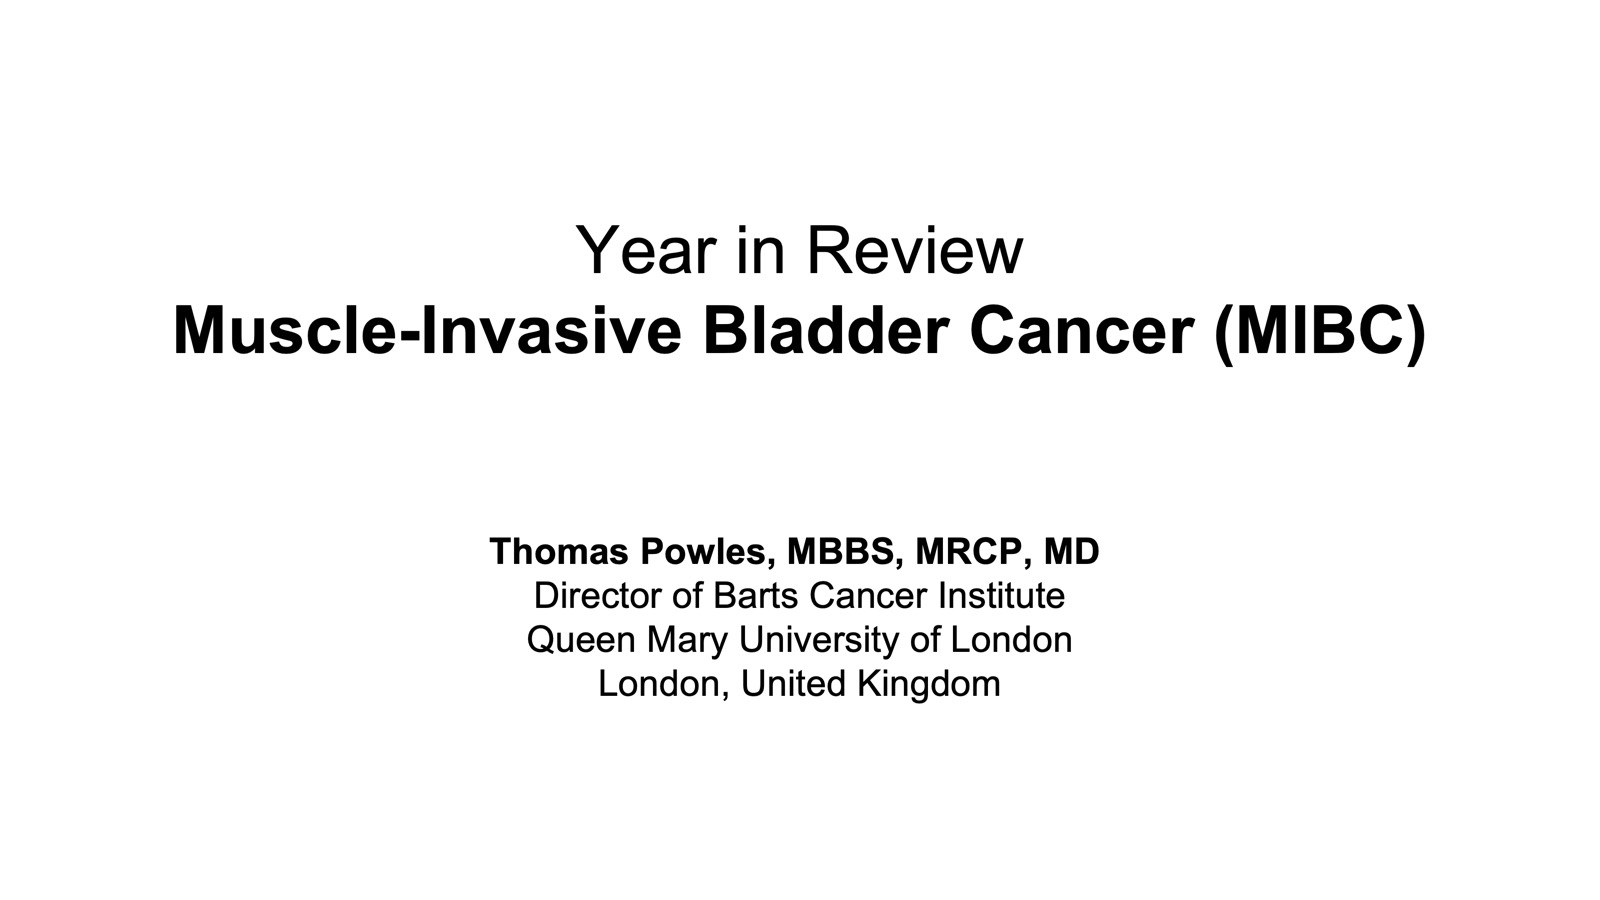 Year in Review
Muscle-Invasive Bladder Cancer (MIBC)
Thomas Powles, MBBS, MRCP, MD
Director of Barts Cancer Institute
Queen Mary University of London
London, United Kingdom